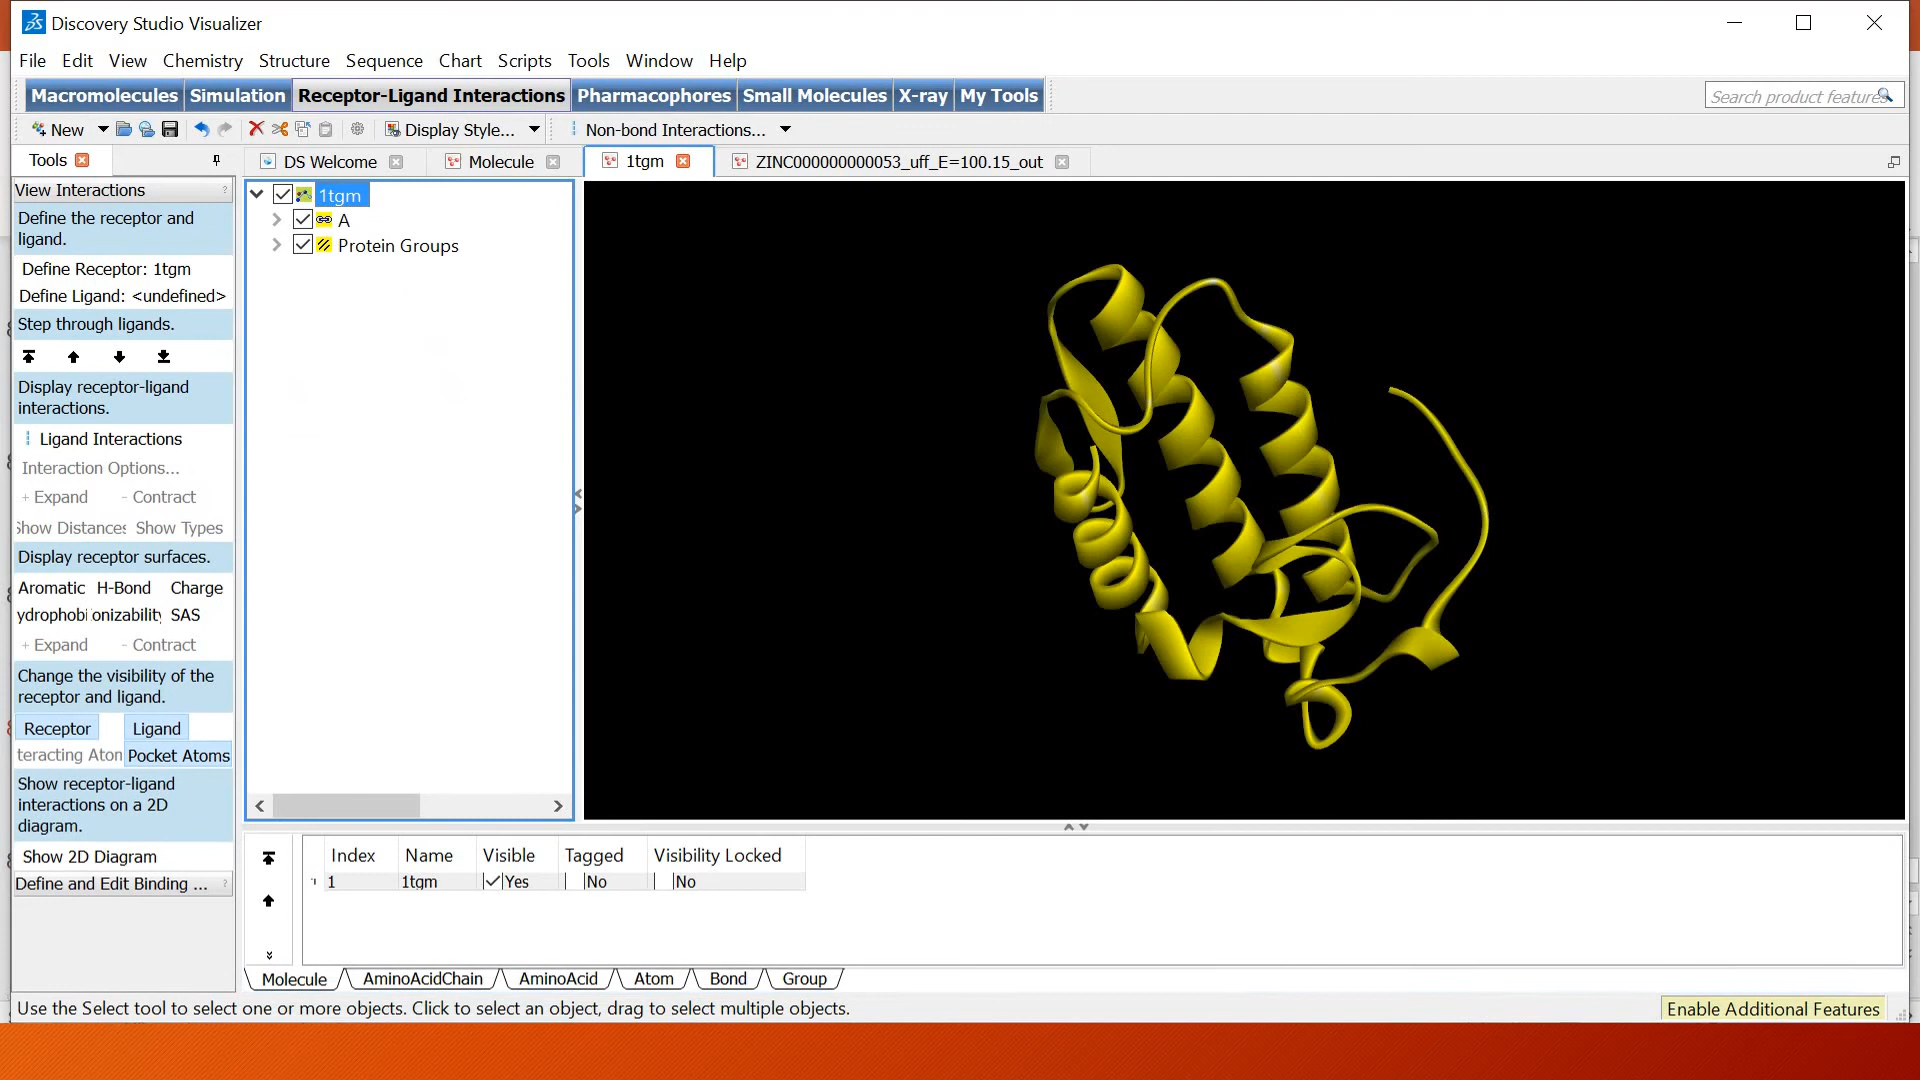 Discovery Studio Visualizer
File Edit View Chemistry Structure Sequence Chart Scripts Tools Window Help
Macromolecules Simulation Receptor-Ligand Interactions Pharmacophores Small Molecules X-ray My Tools
Search product features
New Display Style... Non-bond Interactions...
Tools
DS Welcome Molecule 1tgm ZINC000000000053_uff_E=100.15_out
View Interactions ?
Define the receptor and
ligand.
Define Receptor: 1tgm
Define Ligand: <undefined>
Step through ligands.
Display receptor-ligand
interactions.
Ligand Interactions
Interaction Options...
+ Expand - Contract
Show Distances Show Types
Display receptor surfaces.
Aromatic H-Bond Charge
ydrophobi onizability SAS
+ Expand - Contract
Change the visibility of the
receptor and ligand.
Receptor Ligand
teracting Aton Pocket Atoms
Show receptor-ligand
interactions on a 2D
diagram.
Show 2D Diagram
Define and Edit Binding ... ?
1tgm
A
Protein Groups
Index Name Visible Tagged Visibility Locked
1 1tgm Yes No No
Molecule AminoAcidChain AminoAcid Atom Bond Group
Use the Select tool to select one or more objects. Click to select an object, drag to select multiple objects.
Enable Additional Features